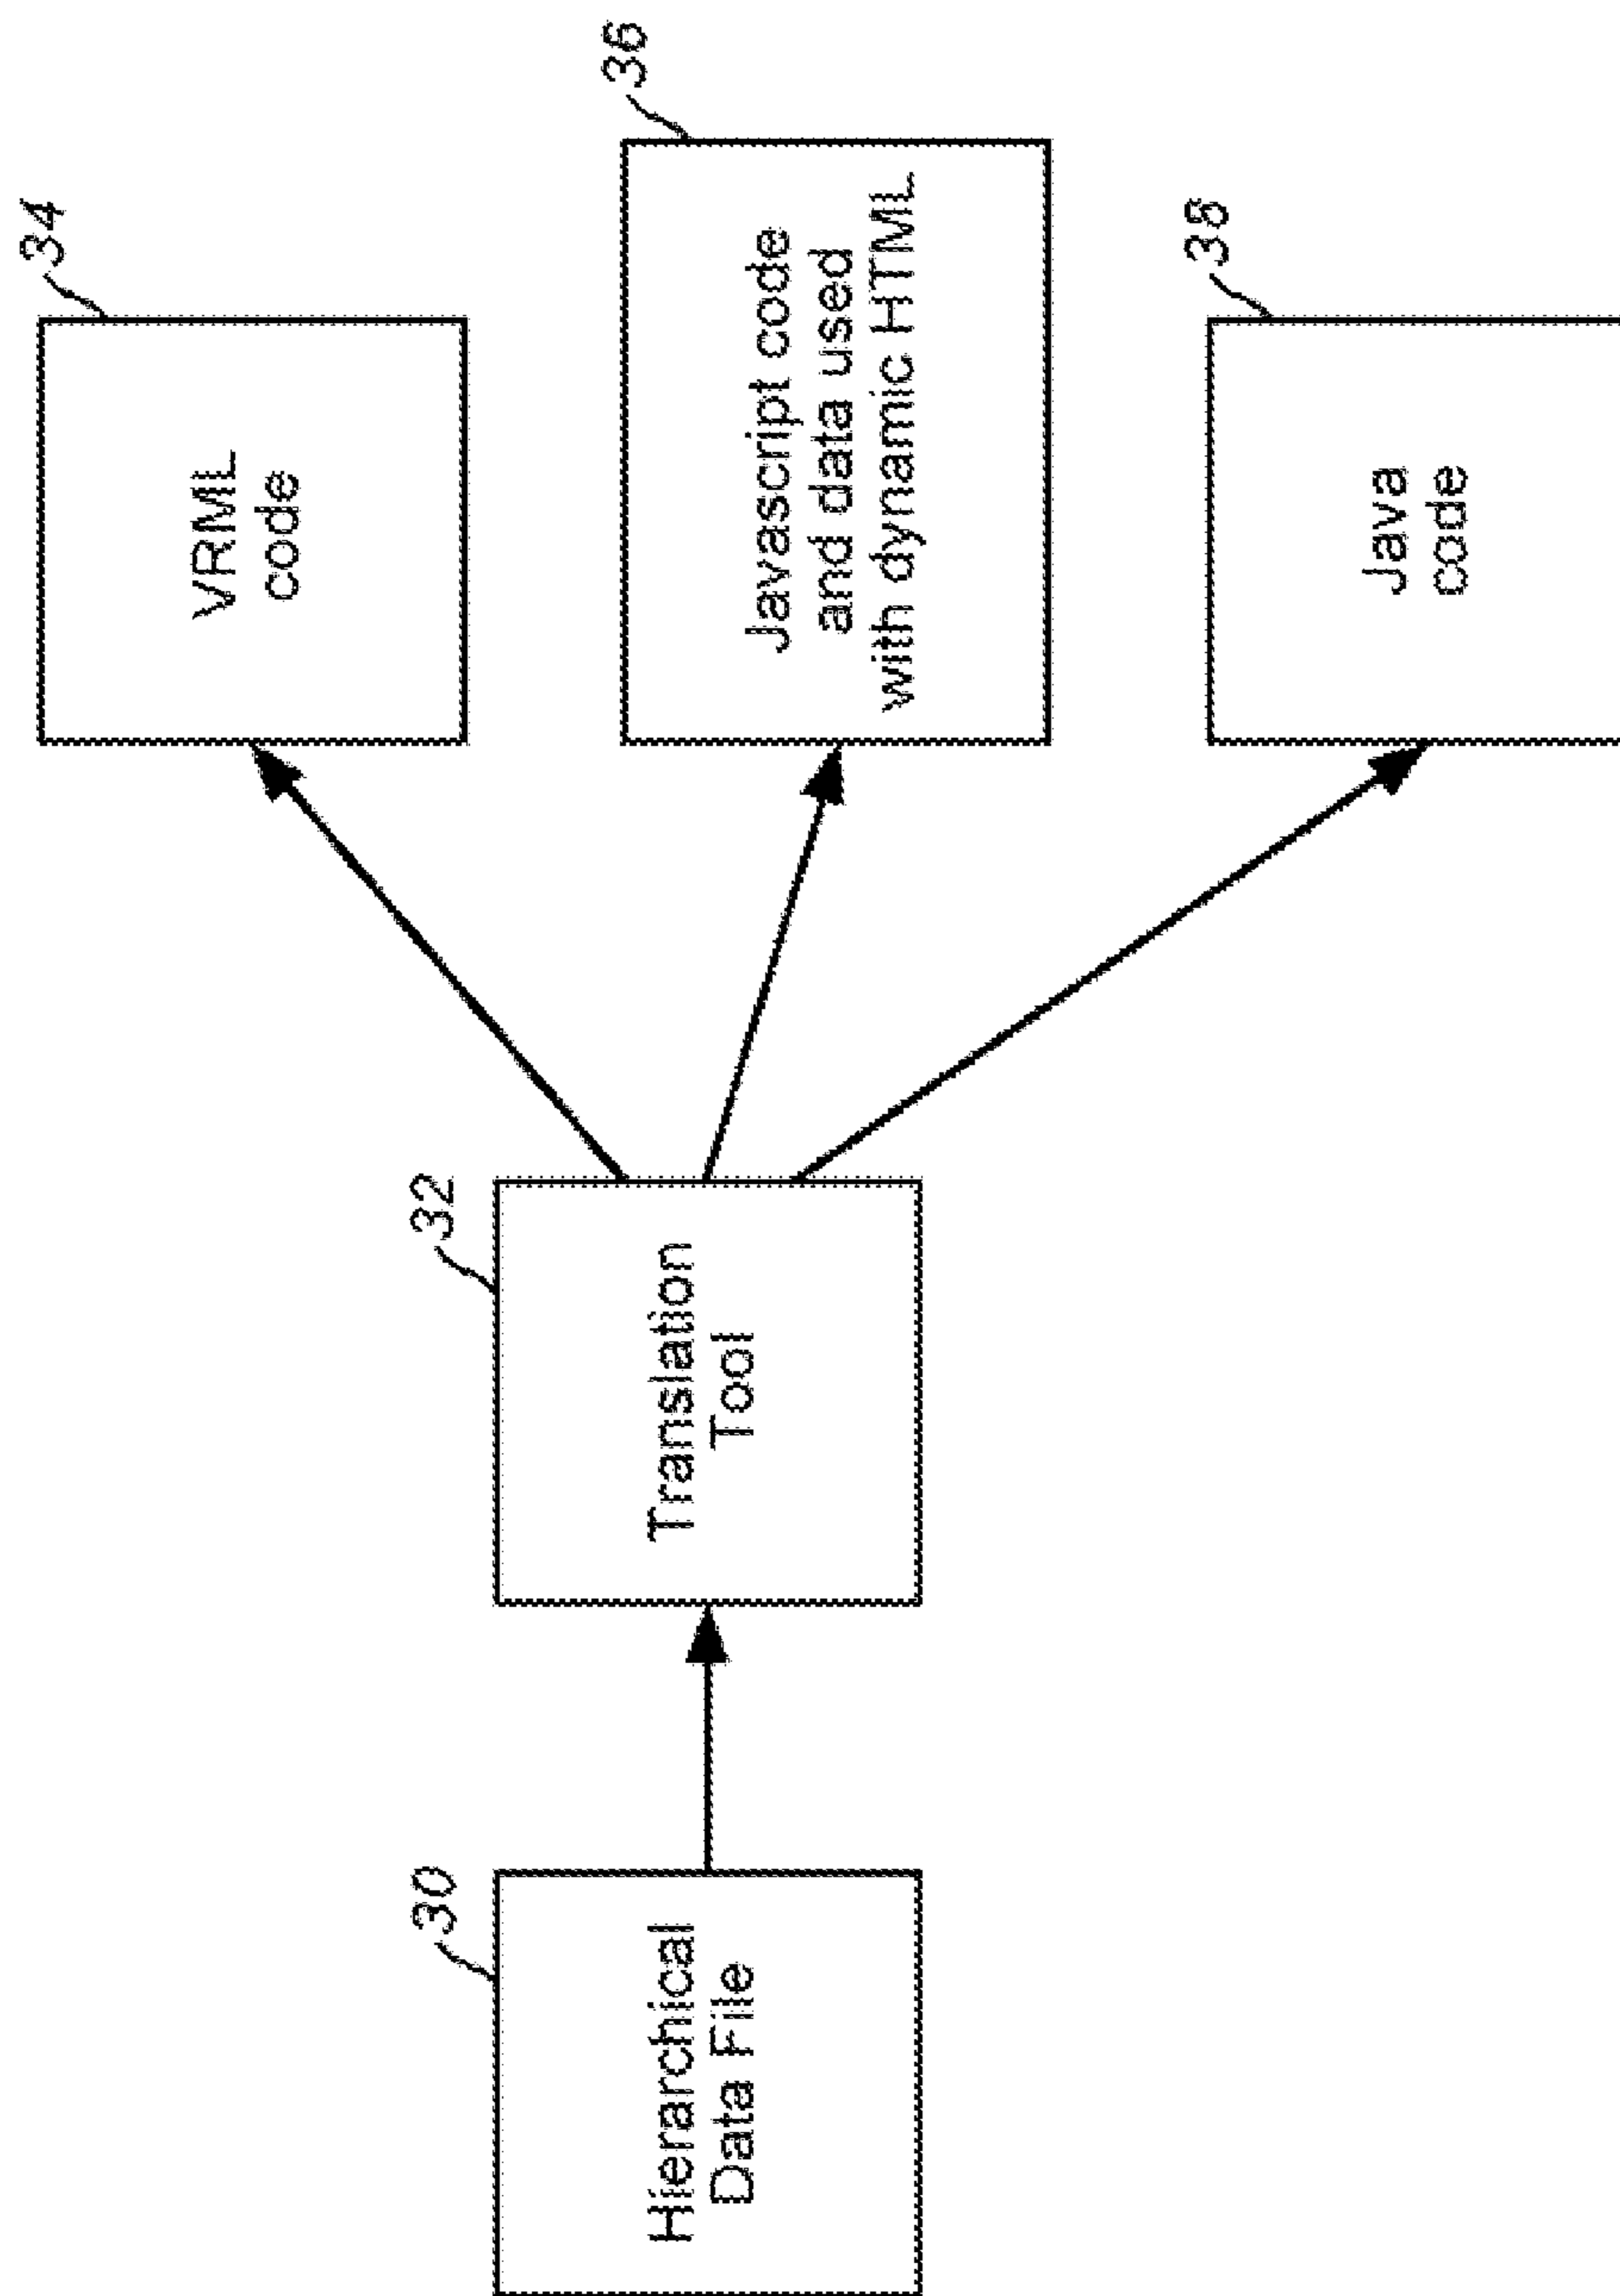 30
Hierarchical
Data File
32
Translation
Tool
34
VRML
code
36
Javascript code
and data used
with dynamic HTML
38
Java
code